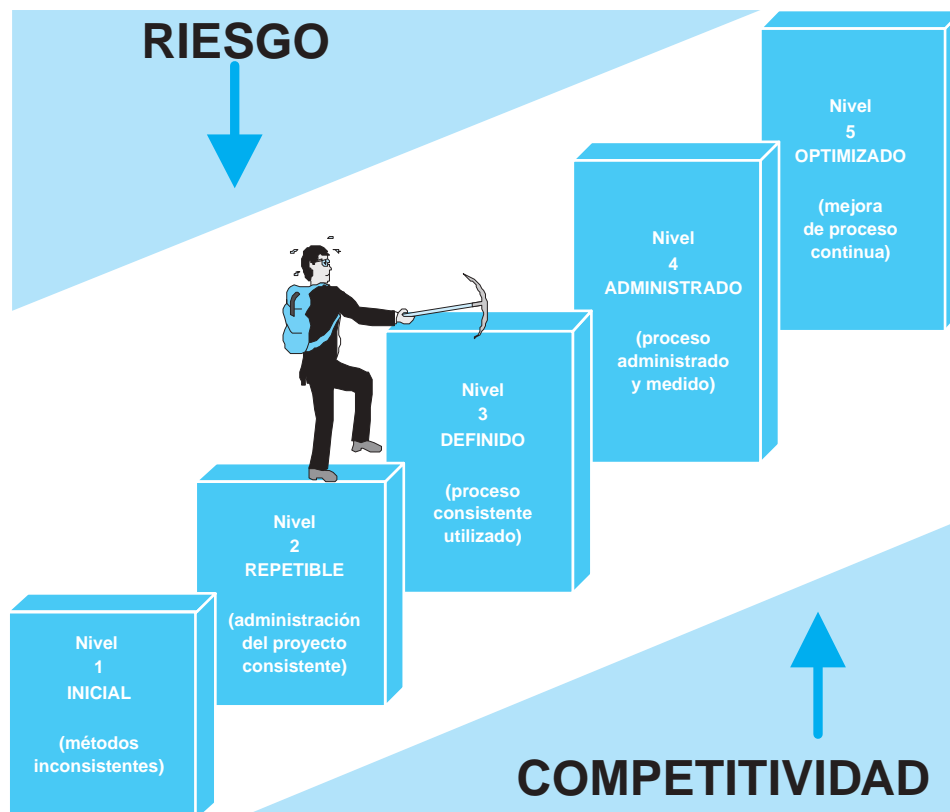 RIESGO
Nivel
1
INICIAL
(métodos
inconsistentes)
Nivel
2
REPETIBLE
(administración
del proyecto
consistente)
Nivel
3
DEFINIDO
(proceso
consistente
utilizado)
Nivel
4
ADMINISTRADO
(proceso
administrado
y medido)
Nivel
5
OPTIMIZADO
(mejora
de proceso
continua)
COMPETITIVIDAD